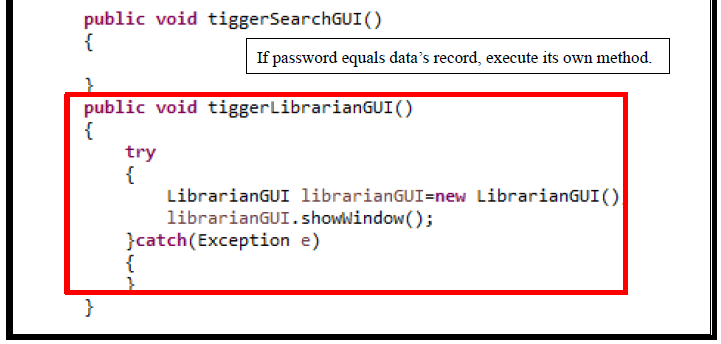 public void tiggerSearchGUI()
{
If password equals data's record, execute its own method.
}
public void tiggerLibrarianGUI()
{
try
{
LibrarianGUI librarianGUI=new LibrarianGUI()
librarianGUI.showWindow();
}catch(Exception e)
{
}
}